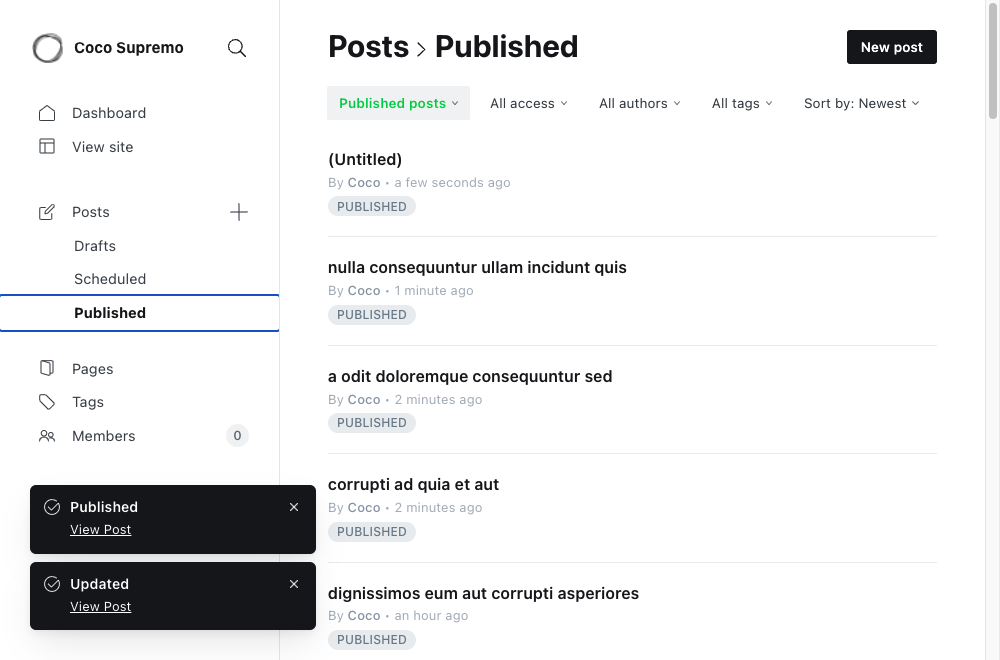 Coco Supremo
Dashboard
View site
Posts
Drafts
Scheduled
Published
Pages
Tags
Members 0
Published
View Post
Updated
View Post
Posts > Published
New post
Published posts All access All authors All tags Sort by: Newest
(Untitled)
By Coco • a few seconds ago
PUBLISHED
nulla consequuntur ullam incidunt quis
By Coco • 1 minute ago
PUBLISHED
a odit doloremque consequuntur sed
By Coco • 2 minutes ago
PUBLISHED
corrupti ad quia et aut
By Coco • 2 minutes ago
PUBLISHED
dignissimos eum aut corrupti asperiores
By Coco • an hour ago
PUBLISHED